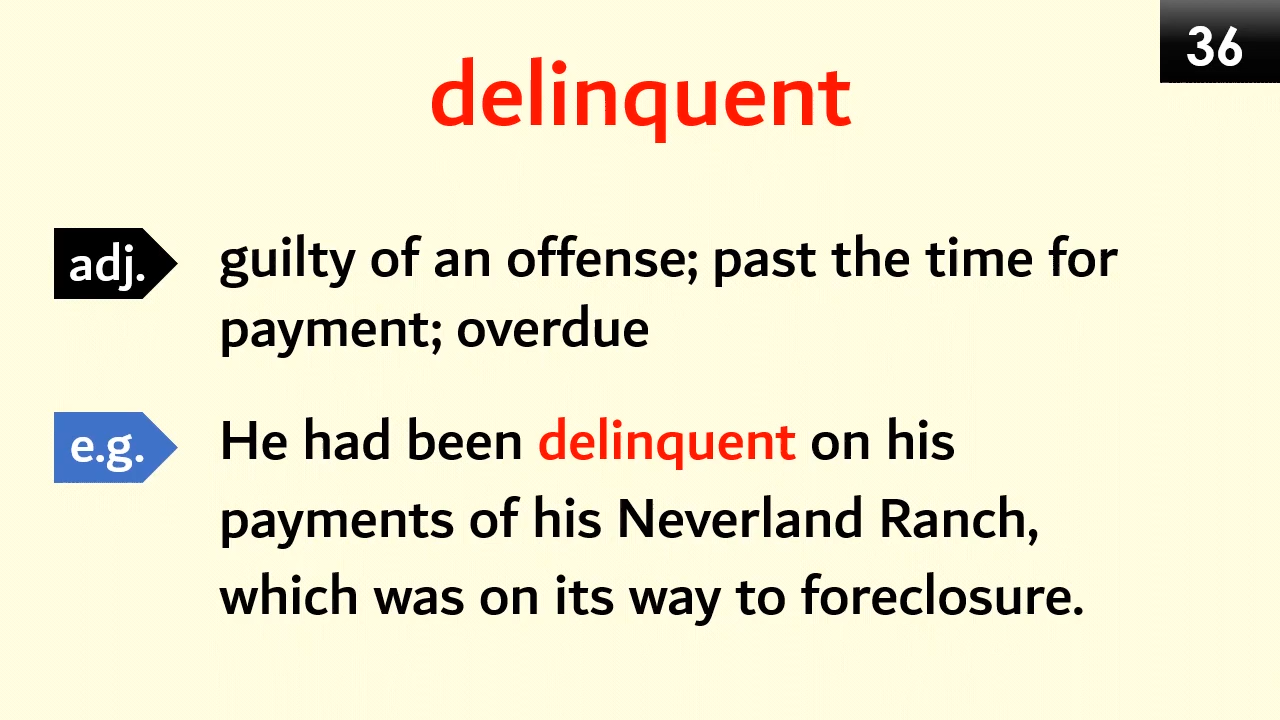 36
delinquent
adj.
guilty of an offense; past the time for
payment; overdue
e.g.
He had been delinquent on his
payments of his Neverland Ranch,
which was on its way to foreclosure.